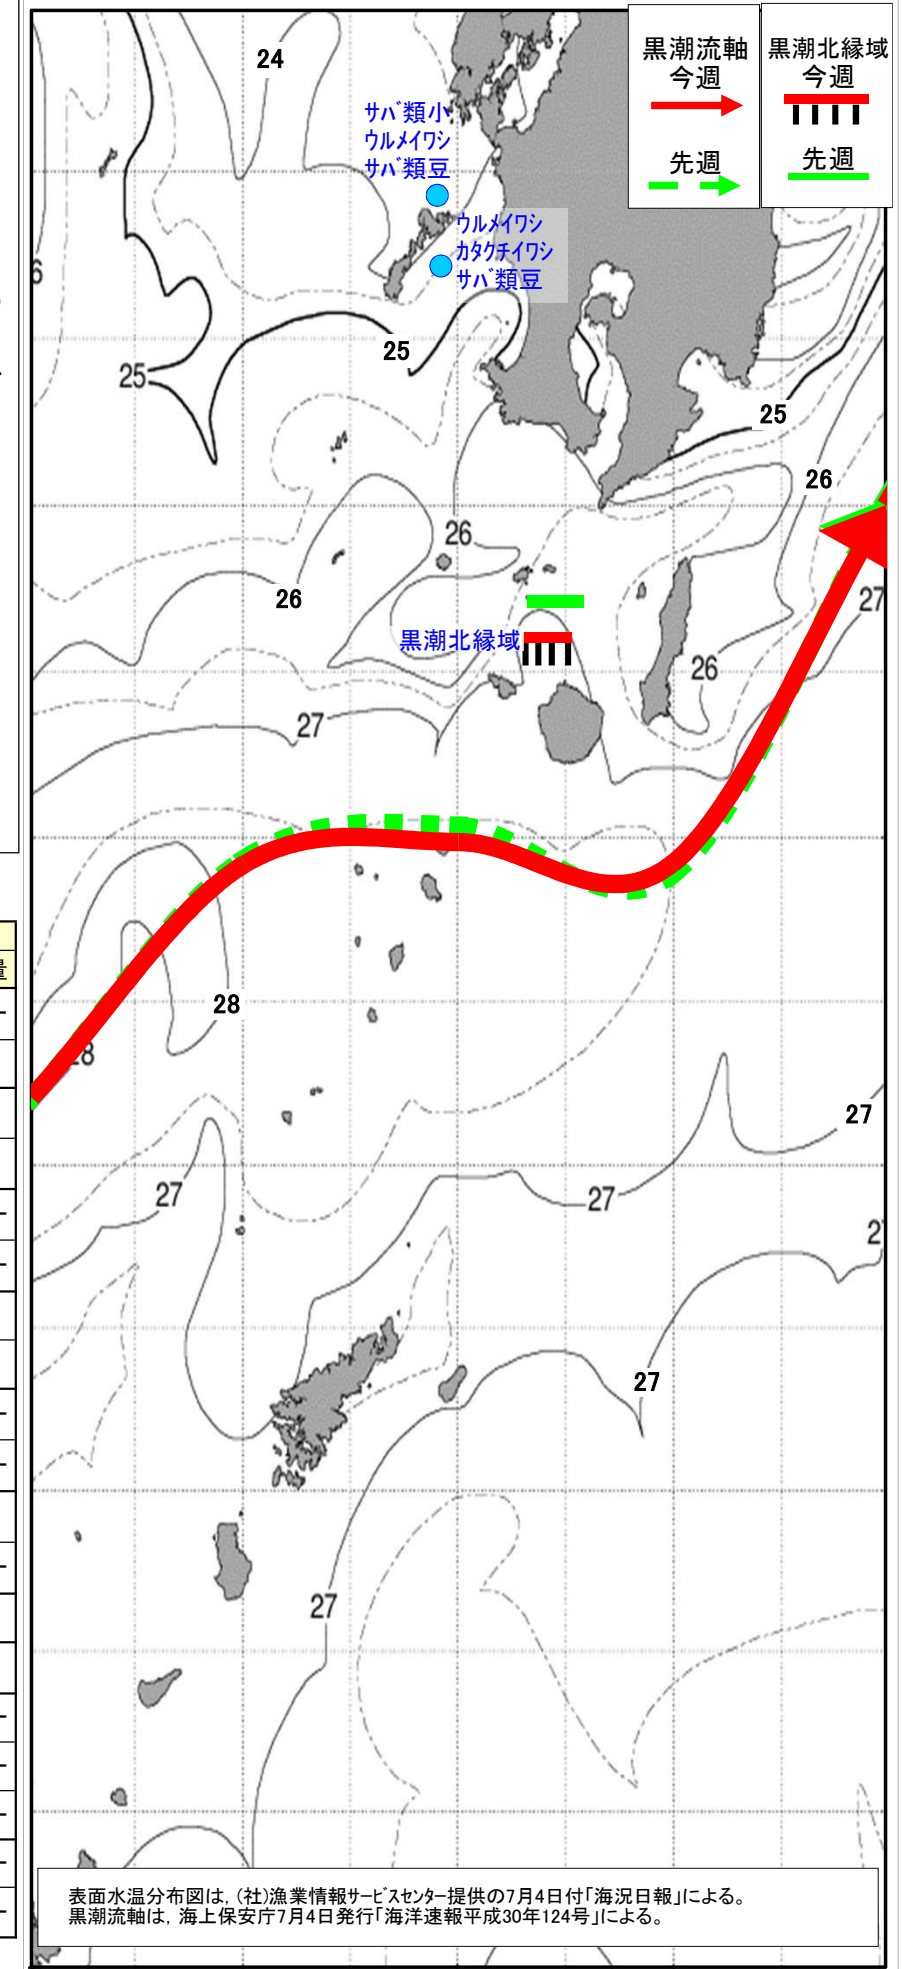 黒潮流軸
今週
先週
黒潮北縁域
今週
先週
24
サバ類小
ウルメイワシ
サバ類豆
ウルメイワシ
カタクチイワシ
サバ類豆
6
25
25
25
26
26
26
27
黒潮北縁域
26
27
28
28
27
27
27
2
27
27
量
表面水温分布図は，(社)漁業情報サービスセンター提供の7月4日付「海況日報」による。
黒潮流軸は，海上保安庁7月4日発行「海洋速報平成30年124号」による。